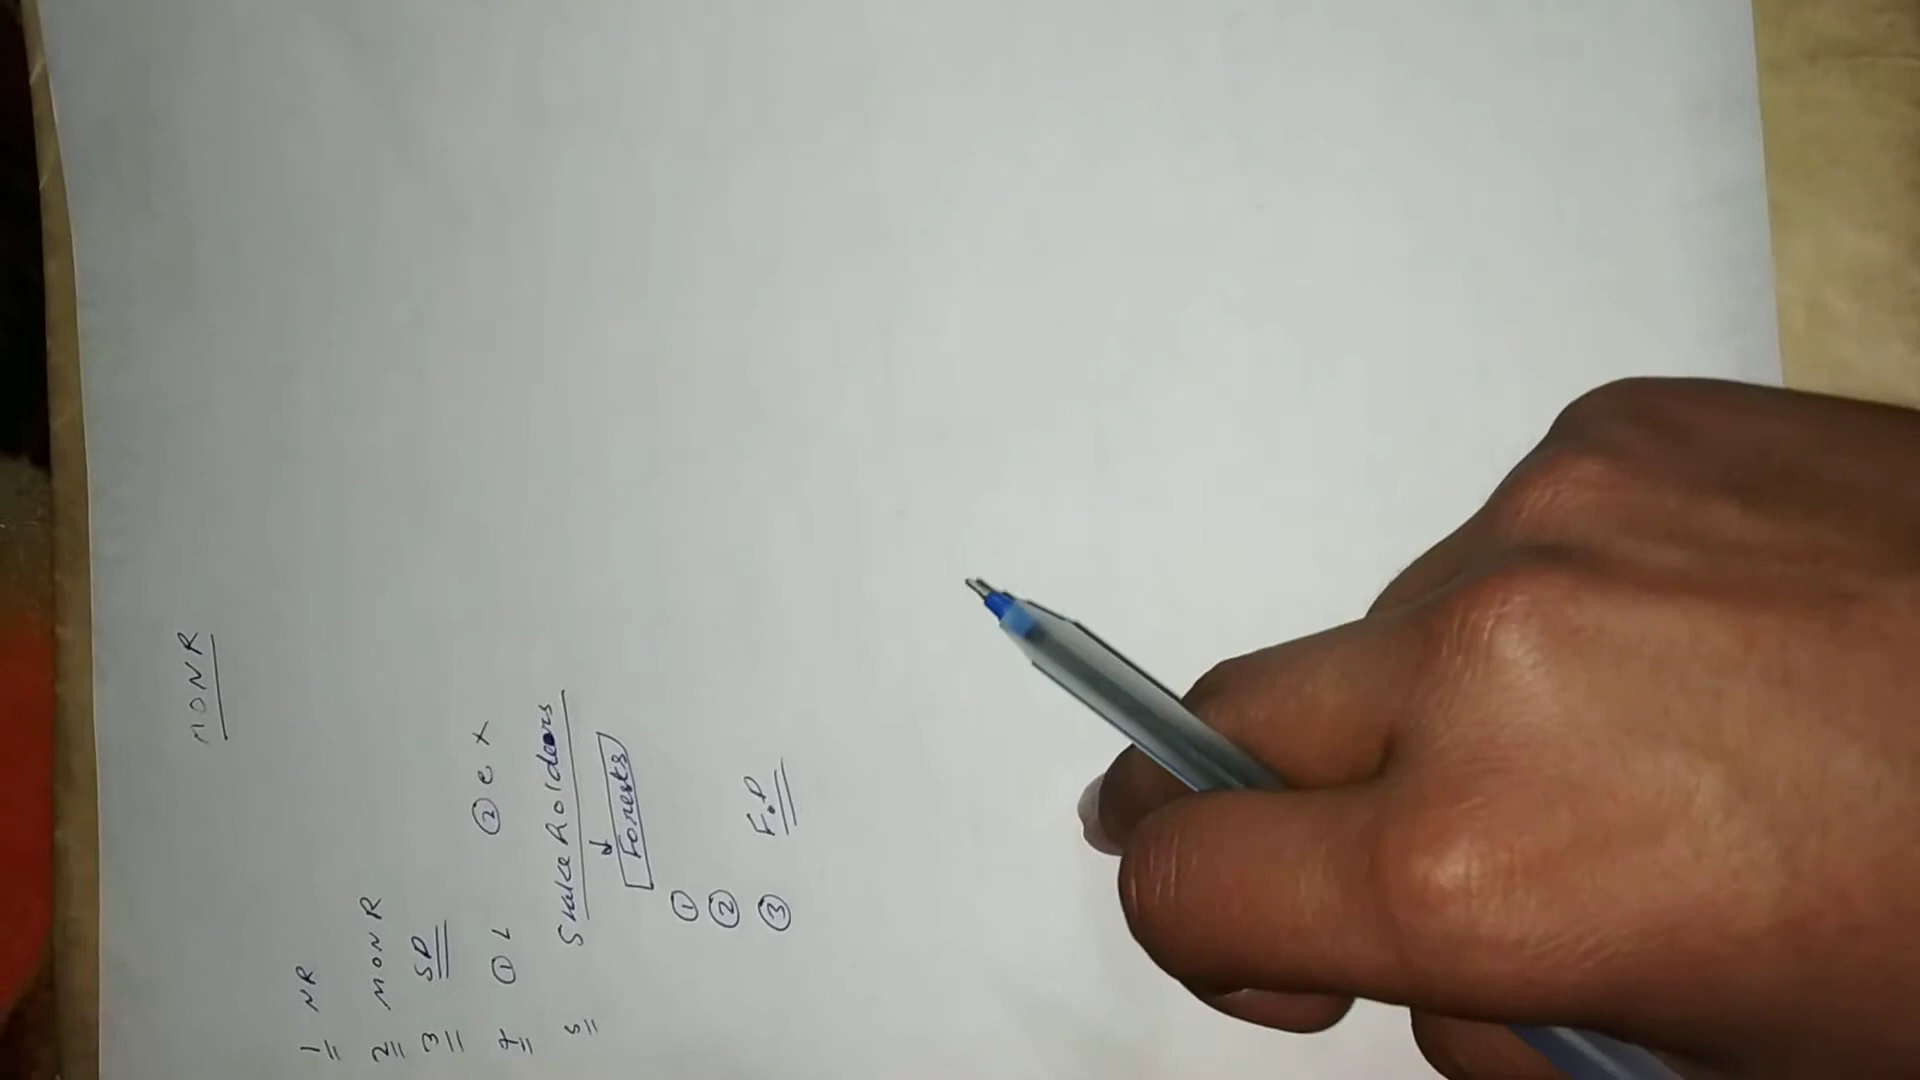 MONR
1 NR
2 MONR
3 SD
4 ① L ② ex
5 Stakeholders
↓
Forests
①
②
③ F.D